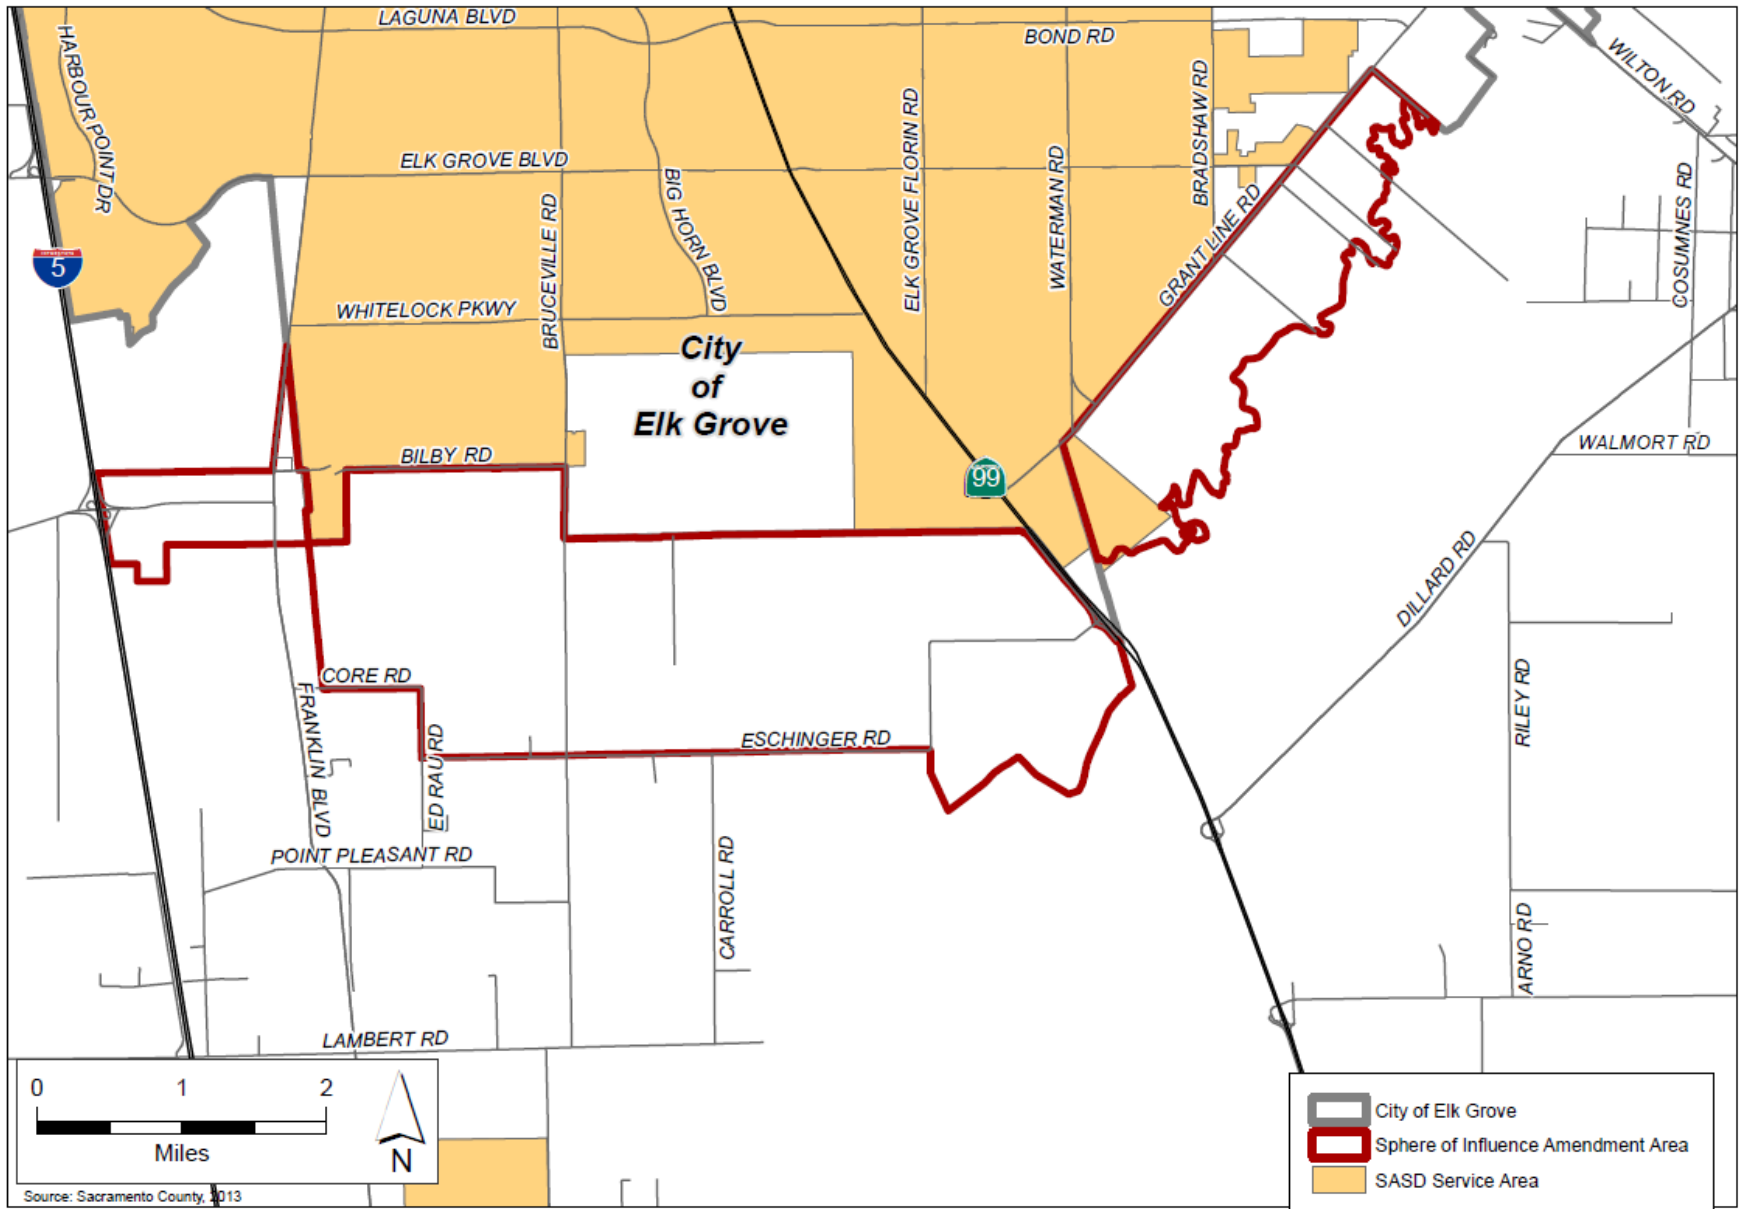 LAGUNA BLVD
BOND RD
HARBOUR POINT DR
WILTON RD
ELK GROVE BLVD
BRUCEVILLE RD
BIG HORN BLVD
ELK GROVE FLORIN RD
WATERMAN RD
BRADSHAW RD
GRANT LINE RD
COSUMNES RD
5
WHITELOCK PKWY
City
of
Elk Grove
BILBY RD
99
WALMORT RD
DILLARD RD
CORE RD
FRANKLIN BLVD
ED RAU RD
ESCHINGER RD
RILEY RD
POINT PLEASANT RD
CARROLL RD
ARNO RD
LAMBERT RD
0 1 2
Miles
N
Source: Sacramento County, 2013
City of Elk Grove
Sphere of Influence Amendment Area
SASD Service Area